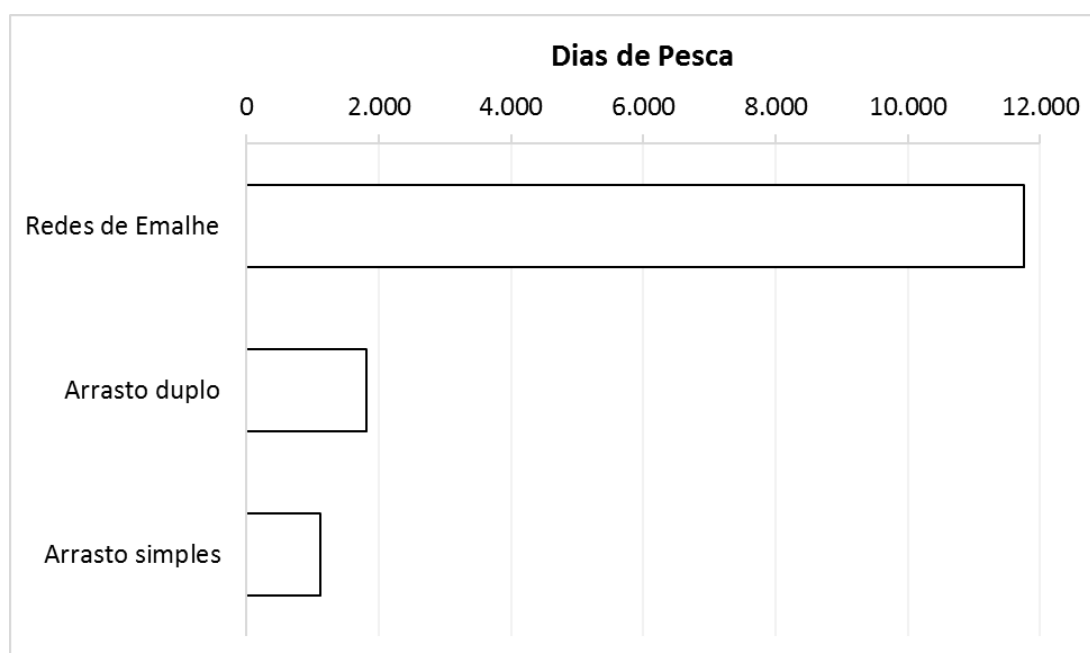 Dias de Pesca
0 2.000 4.000 6.000 8.000 10.000 12.000
Redes de Emalhe
Arrasto duplo
Arrasto simples